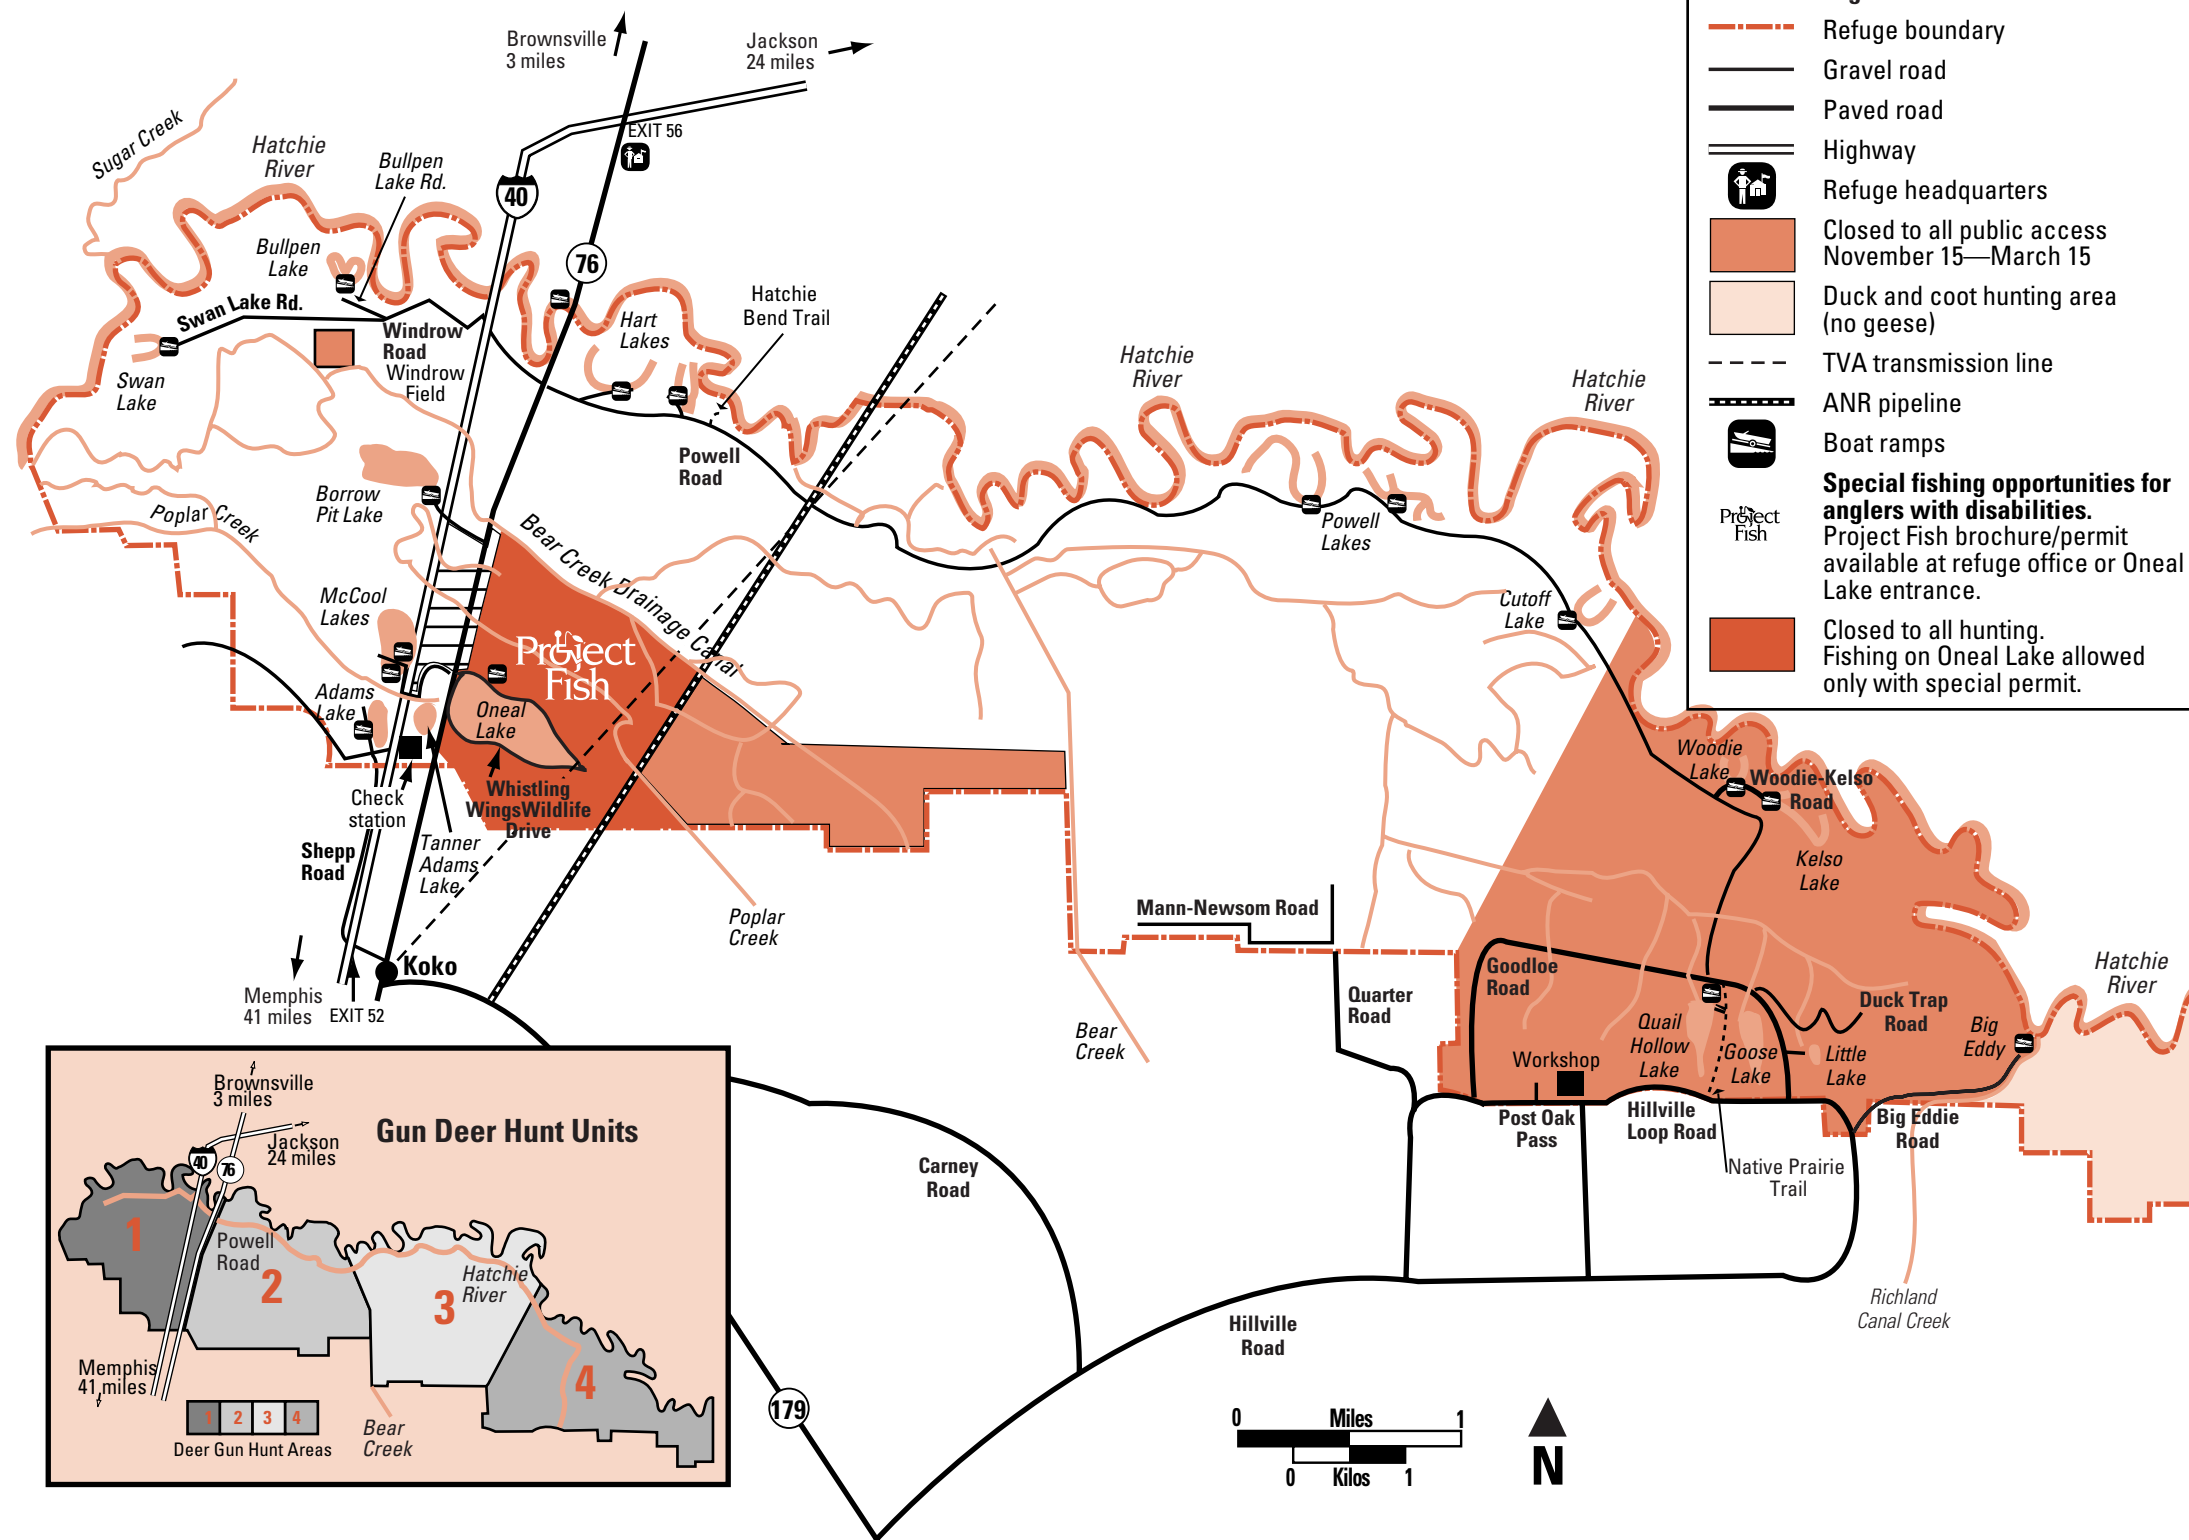 Brownsville
3 miles
Jackson
24 miles
EXIT 56
Sugar Creek
Hatchie
River
Bullpen
Lake Rd.
40
76
Bullpen
Lake
Swan Lake Rd.
Windrow
Road
Windrow
Field
Swan
Lake
Hart
Lakes
Hatchie
Bend Trail
Hatchie
River
Hatchie
River
Powell
Road
Borrow
Pit Lake
Poplar Creek
Bear Creek Drainage Canal
Powell
Lakes
McCool
Lakes
Cutoff
Lake
Project
Fish
Adams
Lake
Oneal
Lake
Woodie
Lake
Woodie-Kelso
Road
Check
station
Whistling
WingsWildlife
Drive
Shepp
Road
Tanner
Adams
Lake
Kelso
Lake
Poplar
Creek
Mann-Newsom Road
Koko
Memphis
41 miles
EXIT 52
Goodloe
Road
Quarter
Road
Hatchie
River
Duck Trap
Road
Big
Eddy
Bear
Creek
Quail
Hollow
Lake
Goose
Lake
Little
Lake
Workshop
Post Oak
Pass
Hillville
Loop Road
Big Eddie
Road
Native Prairie
Trail
Carney
Road
Richland
Canal Creek
Hillville
Road
179
0 Miles 1
0 Kilos 1
N
Refuge boundary
Gravel road
Paved road
Highway
Refuge headquarters
Closed to all public access
November 15—March 15
Duck and coot hunting area
(no geese)
TVA transmission line
ANR pipeline
Boat ramps
Special fishing opportunities for
anglers with disabilities.
Project
Fish
Project Fish brochure/permit
available at refuge office or Oneal
Lake entrance.
Closed to all hunting.
Fishing on Oneal Lake allowed
only with special permit.
Gun Deer Hunt Units
Brownsville
3 miles
Jackson
24 miles
40
76
1
Powell
Road
2
Hatchie
River
3
4
Memphis
41 miles
1 2 3 4
Deer Gun Hunt Areas
Bear
Creek